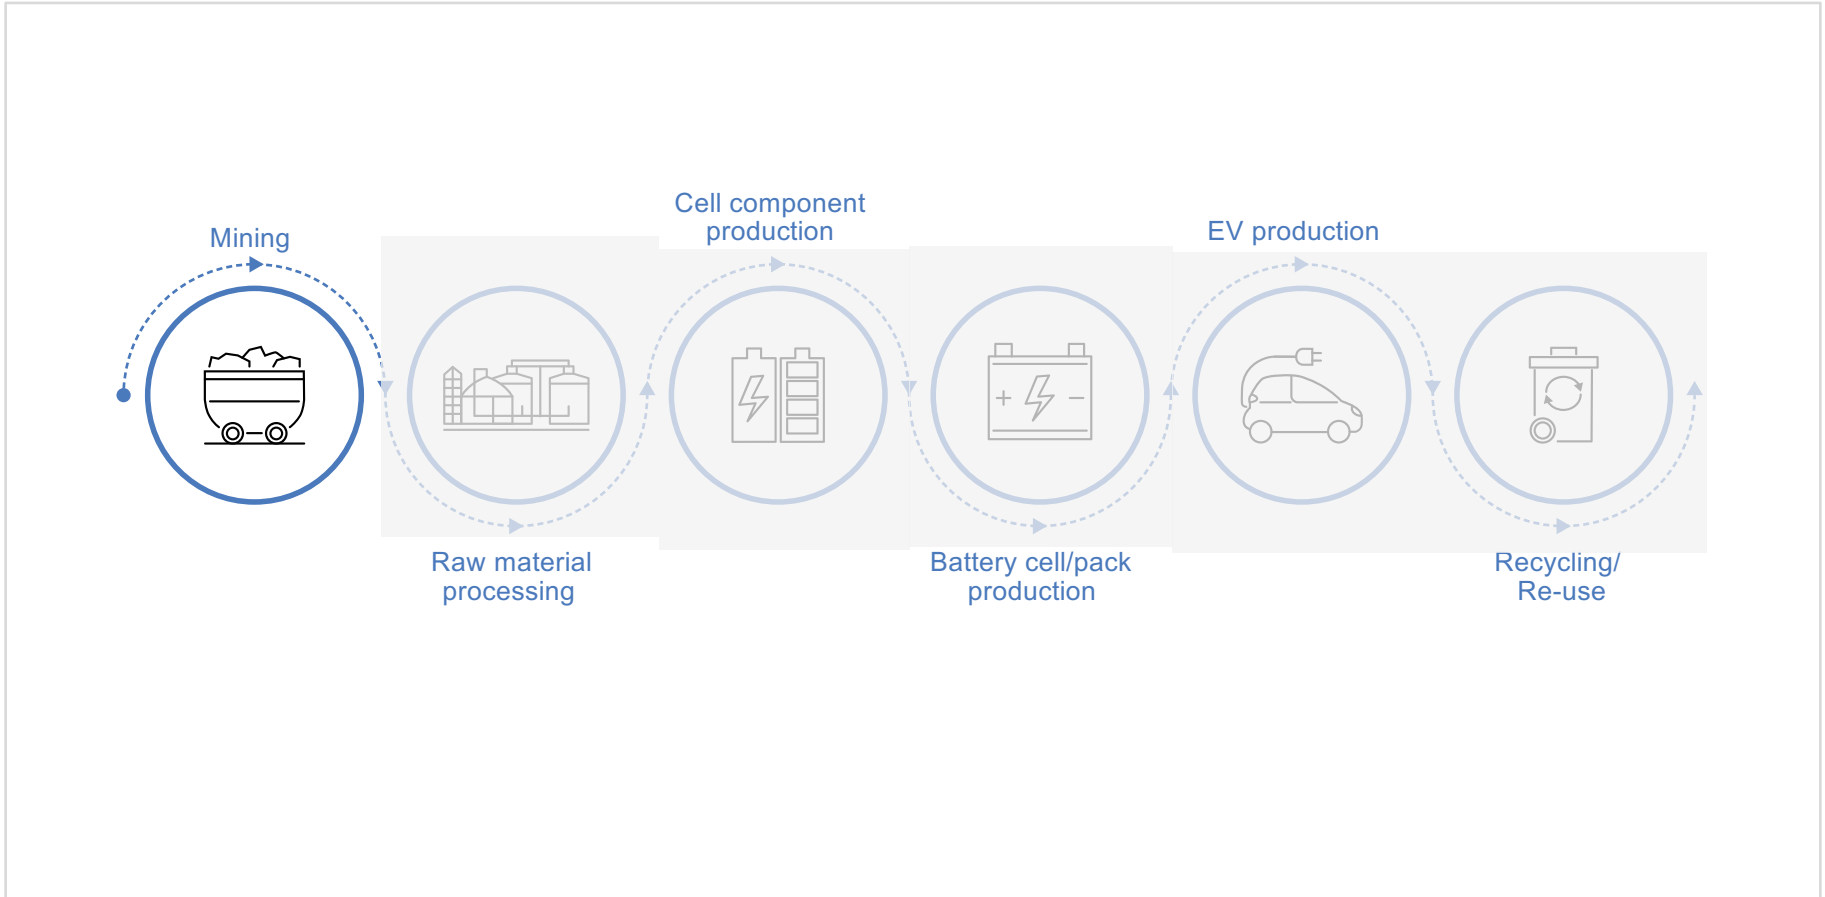 Mining
Raw material
processing
Cell component
production
Battery cell/pack
production
EV production
Recycling/
Re-use